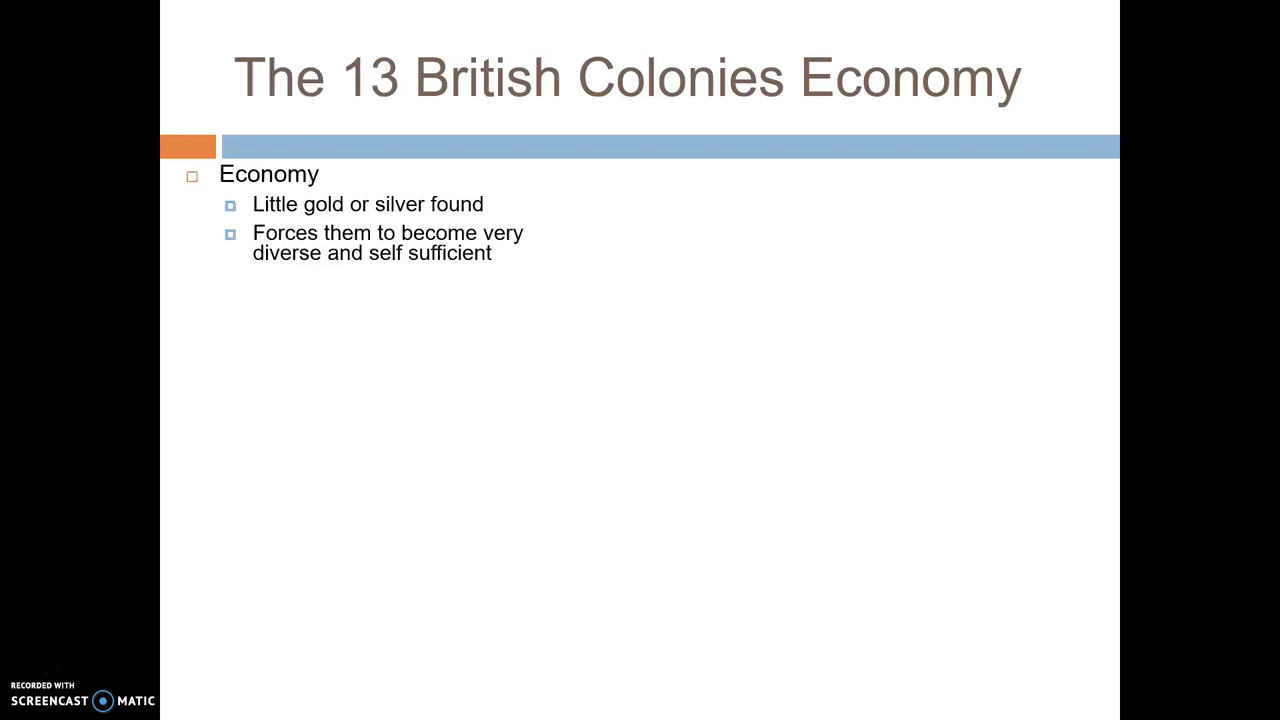 The 13 British Colonies Economy
Economy
Little gold or silver found
Forces them to become very
diverse and self sufficient
RECORDED WITH
SCREENCAST MATIC